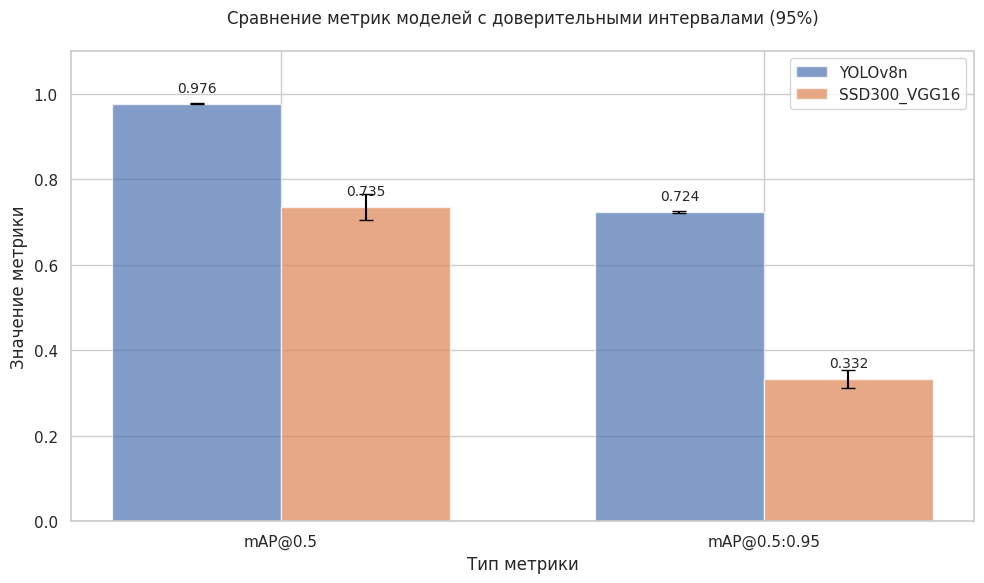 Сравнение метрик моделей с доверительными интервалами (95%)
YOLOv8n
SSD300_VGG16
Значение метрики
1.0
0.8
0.6
0.4
0.2
0.0
0.976
0.735
0.724
0.332
mAP@0.5
mAP@0.5:0.95
Тип метрики